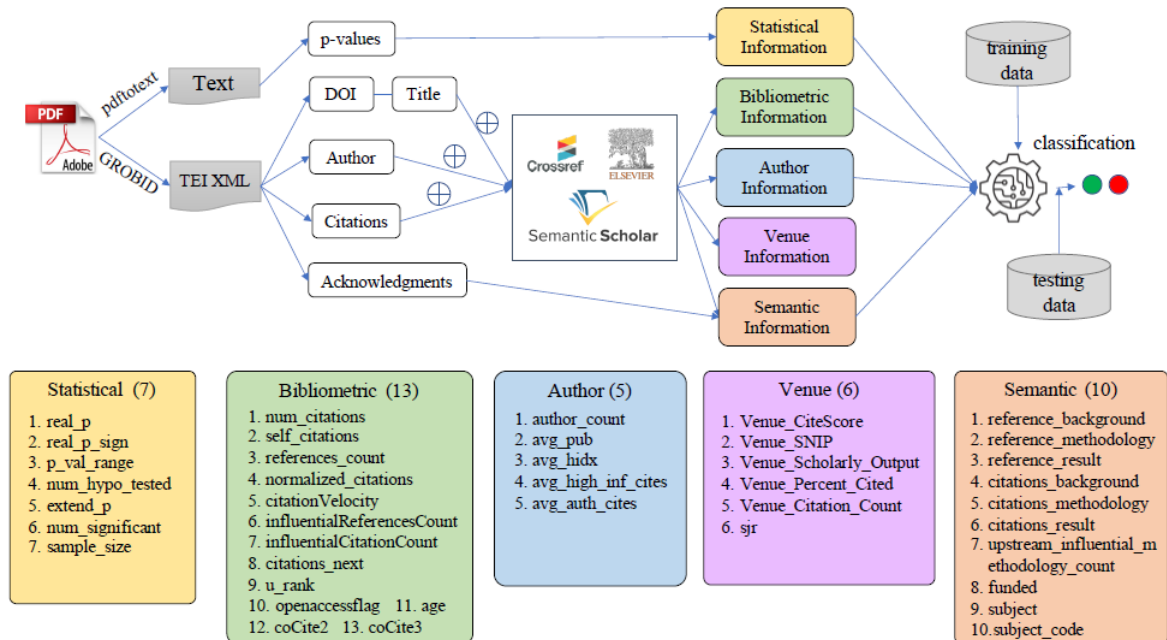 PDF
Adobe
pdftotext
GROBID
Text
TEI XML
p-values
DOI
Title
Author
Citations
Acknowledgments
Crossref
ELSEVIER
Semantic Scholar
Statistical
Information
Bibliometric
Information
Author
Information
Venue
Information
Semantic
Information
training
data
classification
testing
data
Statistical (7)
1. real_p
2. real_p_sign
3. p_val_range
4. num_hypo_tested
5. extend_p
6. num_significant
7. sample_size
Bibliometric (13)
1. num_citations
2. self_citations
3. references_count
4. normalized_citations
5. citationVelocity
6. influentialReferencesCount
7. influentialCitationCount
8. citations_next
9. u_rank
10. openaccessflag 11. age
12. coCite2 13. coCite3
Author (5)
1. author_count
2. avg_pub
3. avg_hidx
4. avg_high_inf_cites
5. avg_auth_cites
Venue (6)
1. Venue_CiteScore
2. Venue_SNIP
3. Venue_Scholarly_Output
4. Venue_Percent_Cited
5. Venue_Citation_Count
6. sjr
Semantic (10)
1. reference_background
2. reference_methodology
3. reference_result
4. citations_background
5. citations_methodology
6. citations_result
7. upstream_influential_m
ethodology_count
8. funded
9. subject
10.subject_code